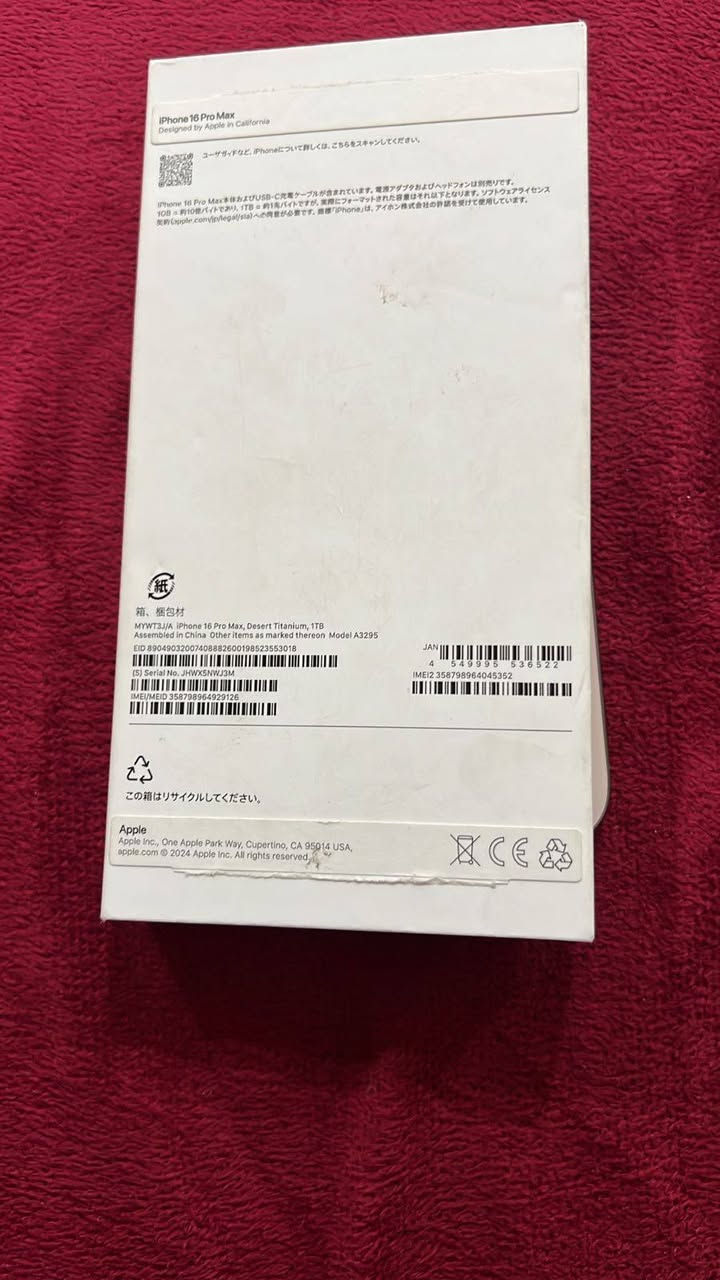 iPhone 16 Pro Max
Designed by Apple in California
ユーザガイドなど、iPhoneについて詳しくは、こちらをスキャンしてください。
iPhone 16 Pro Max本体およびUSB-C充電ケーブルが含まれています。電源アダプタおよびヘッドフォンは別売りです。
1GB = 約10億バイトであり、1TB = 約1兆バイトですが、実際にフォーマットされた容量はそれ以下となります。ソフトウェアライセンス
契約(apple.com/jp/legal/sla)への同意が必要です。商標「iPhone」は、アイホン株式会社の許諾を受けて使用しています。
紙
箱、梱包材
MYWT3J/A iPhone 16 Pro Max, Desert Titanium, 1TB
Assembled in China Other items as marked thereon Model A3295
EID 89049032007408882600198523553018
(S) Serial No. JHWX5NWJ3M
IMEI/MEID 358798964929126
JAN
4 549995 536522
IMEI2 358798964045352
この箱はリサイクルしてください。
Apple
Apple Inc., One Apple Park Way, Cupertino, CA 95014 USA,
apple.com © 2024 Apple Inc. All rights reserved.
CE